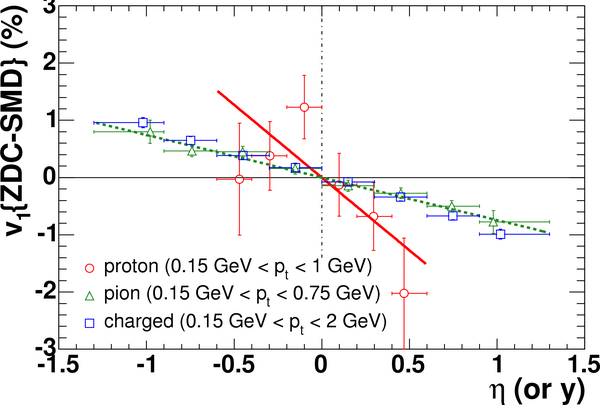 v1{ZDC-SMD} (%)
3
2
1
0
-1
-2
-3
proton (0.15 GeV < pt < 1 GeV)
pion (0.15 GeV < pt < 0.75 GeV)
charged (0.15 GeV < pt < 2 GeV)
-1.5 -1 -0.5 0 0.5 1 1.5
η (or y)